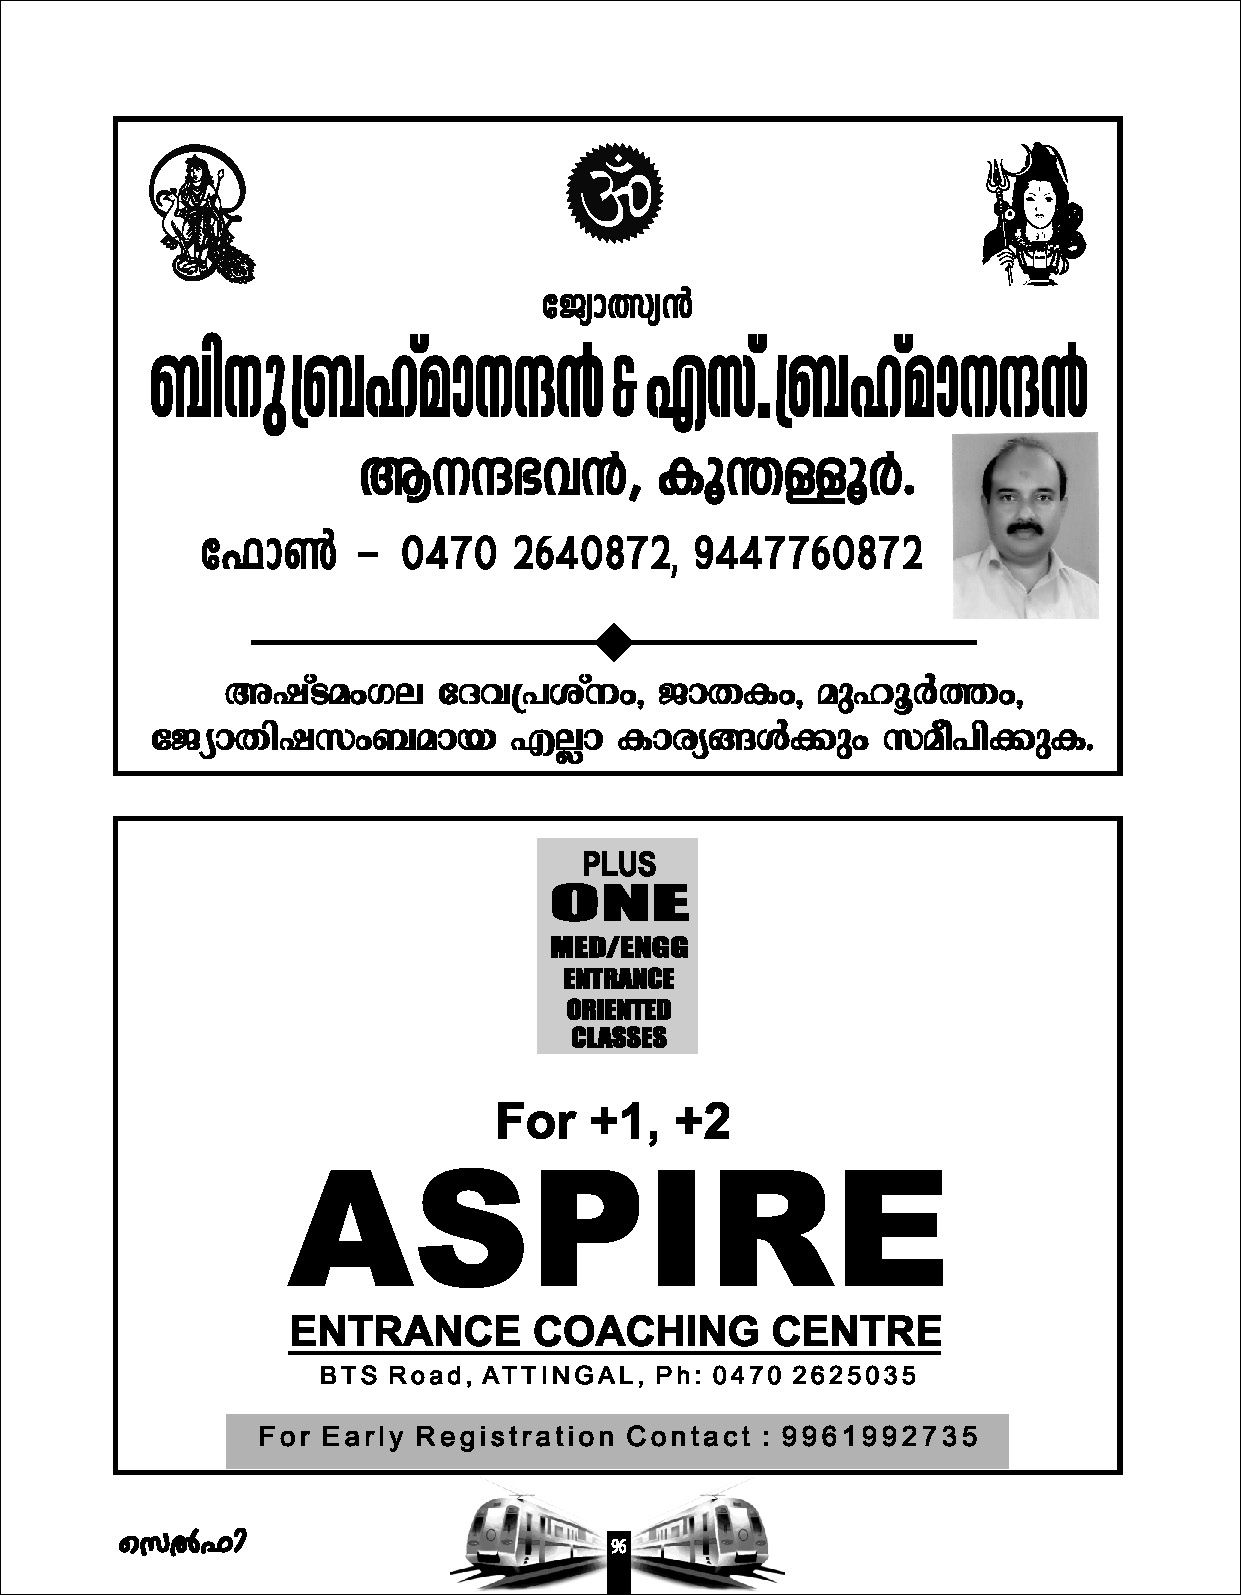 ജ്യോത്സ്യൻ
ബിനു ബ്രഹ്മാനന്ദൻ & എസ്. ബ്രഹ്മാനന്ദൻ
ആനന്ദഭവൻ, കൂന്തള്ളൂർ.
ഫോൺ - 0470 2640872, 9447760872
അഷ്ടമംഗല ദേവപ്രശ്നം, ജാതകം, മുഹൂർത്തം,
ജ്യോതിഷസംബമായ എല്ലാ കാര്യങ്ങൾക്കും സമീപിക്കുക.
PLUS
ONE
MED/ENGG
ENTRANCE
ORIENTED
CLASSES
For +1, +2
ASPIRE
ENTRANCE COACHING CENTRE
BTS Road, ATTINGAL, Ph: 0470 2625035
For Early Registration Contact : 9961992735
സെൽഫി
96